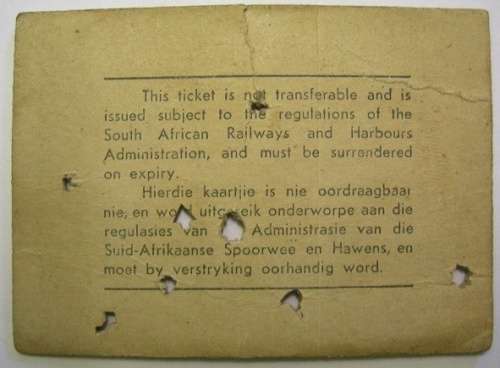 This ticket is not transferable and is
issued subject to the regulations of the
South African Railways and Harbours
Administration, and must be surrendered
on expiry.
Hierdie kaartjie is nie oordraagbaar
nie, en word uitgereik onderworpe aan die
regulasies van Administrasie van die
Suid-Afrikaanse Spoorweë en Hawens, en
moet by verstryking oorhandig word.